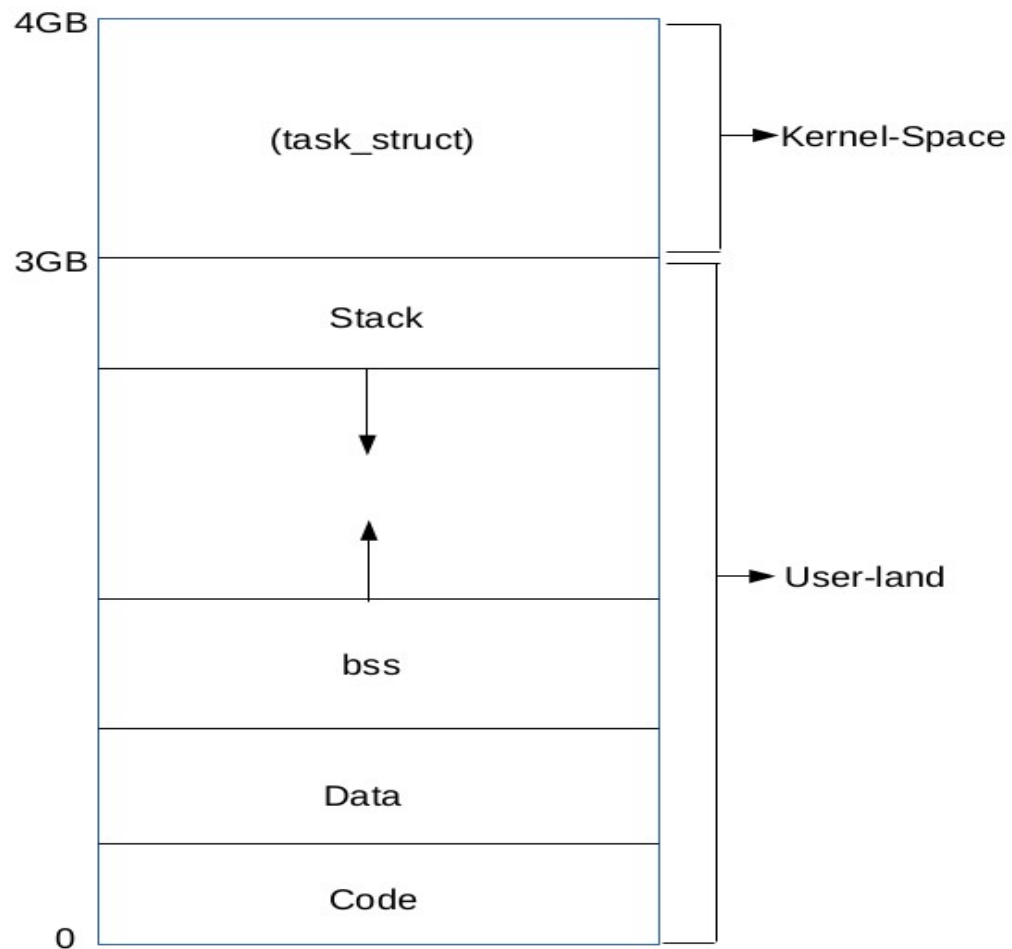 4GB
(task_struct)
Kernel-Space
3GB
Stack
User-land
bss
Data
Code
0